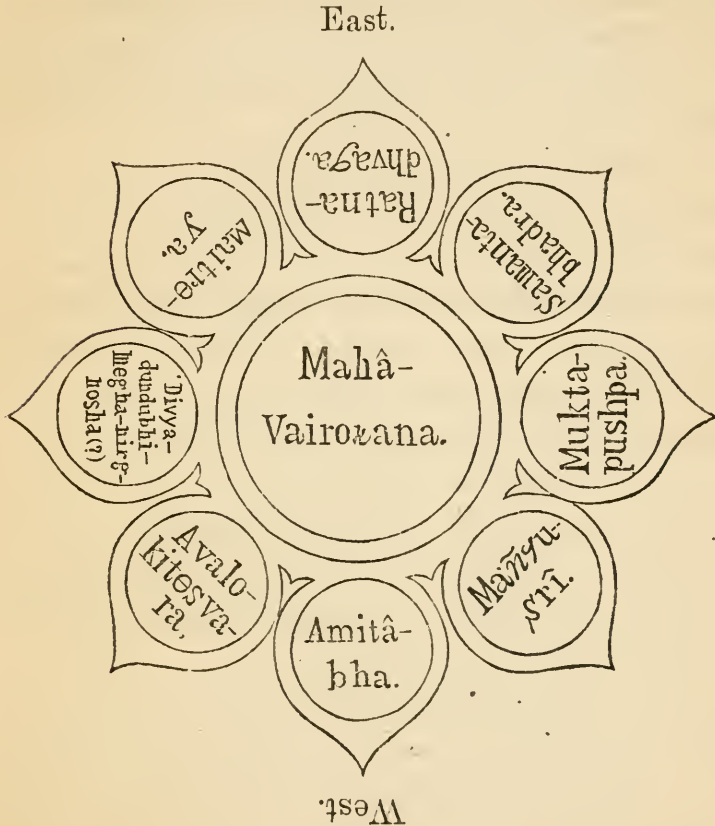 East.
Ratna-
dhvaga.
Samanta-
bhadra.
Mukta-
pushpa.
Mañgu-
srî.
Amitâ-
bha.
Avalo-
kitesva-
ra,
Divya-
dundubhi-
megha-nirg-
hosha(?)
Maitrê-
ya.
Mahâ-
Vairokana.
West.